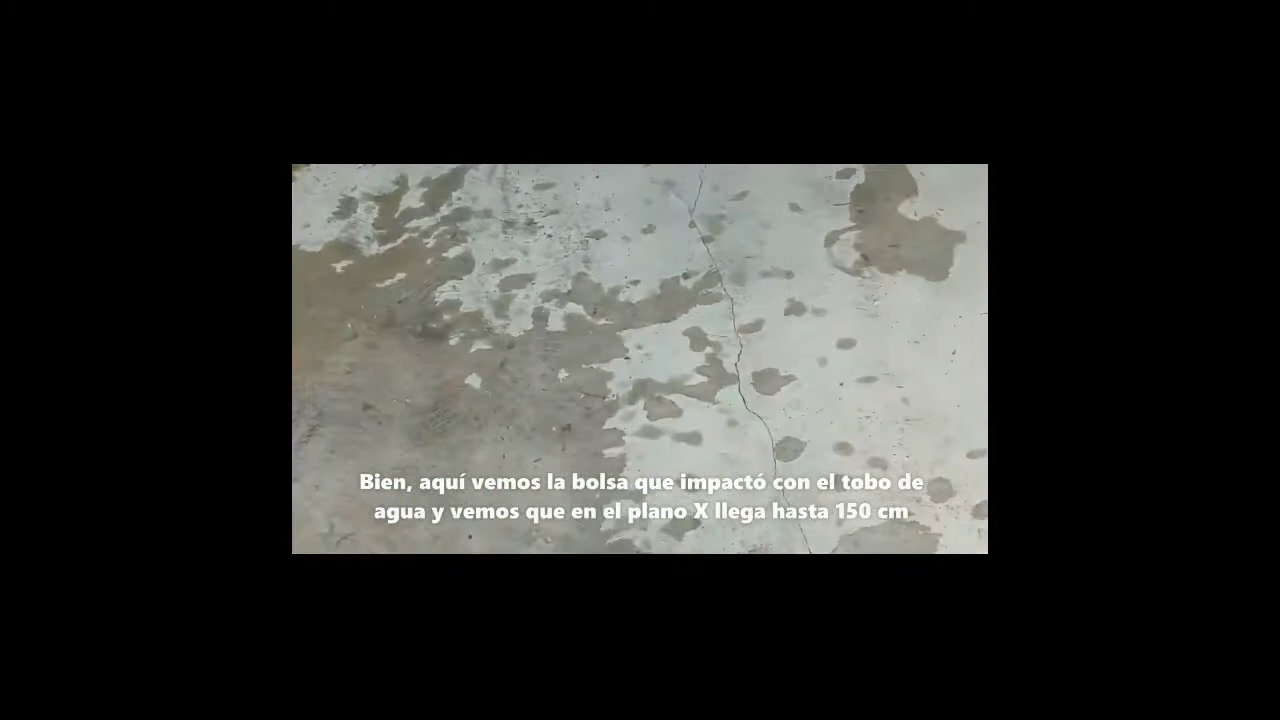 Bien, aquí vemos la bolsa que impactó con el tobo de
agua y vemos que en el plano X llega hasta 150 cm